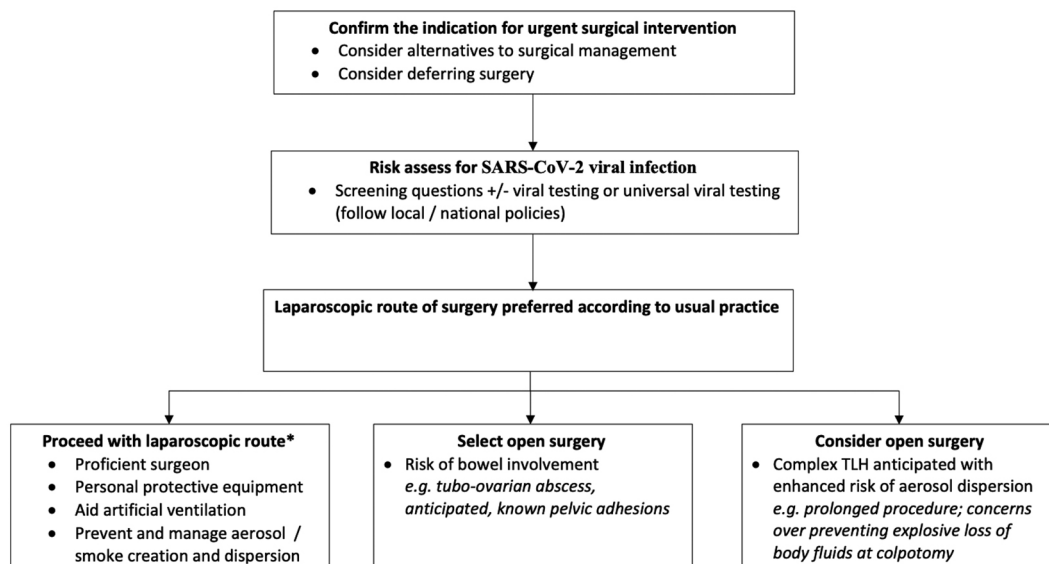 Confirm the indication for urgent surgical intervention
• Consider alternatives to surgical management
• Consider deferring surgery
Risk assess for SARS-CoV-2 viral infection
• Screening questions +/- viral testing or universal viral testing
(follow local / national policies)
Laparoscopic route of surgery preferred according to usual practice
Proceed with laparoscopic route*
• Proficient surgeon
• Personal protective equipment
• Aid artificial ventilation
• Prevent and manage aerosol /
smoke creation and dispersion
Select open surgery
• Risk of bowel involvement
e.g. tubo-ovarian abscess,
anticipated, known pelvic adhesions
Consider open surgery
• Complex TLH anticipated with
enhanced risk of aerosol dispersion
e.g. prolonged procedure; concerns
over preventing explosive loss of
body fluids at colpotomy